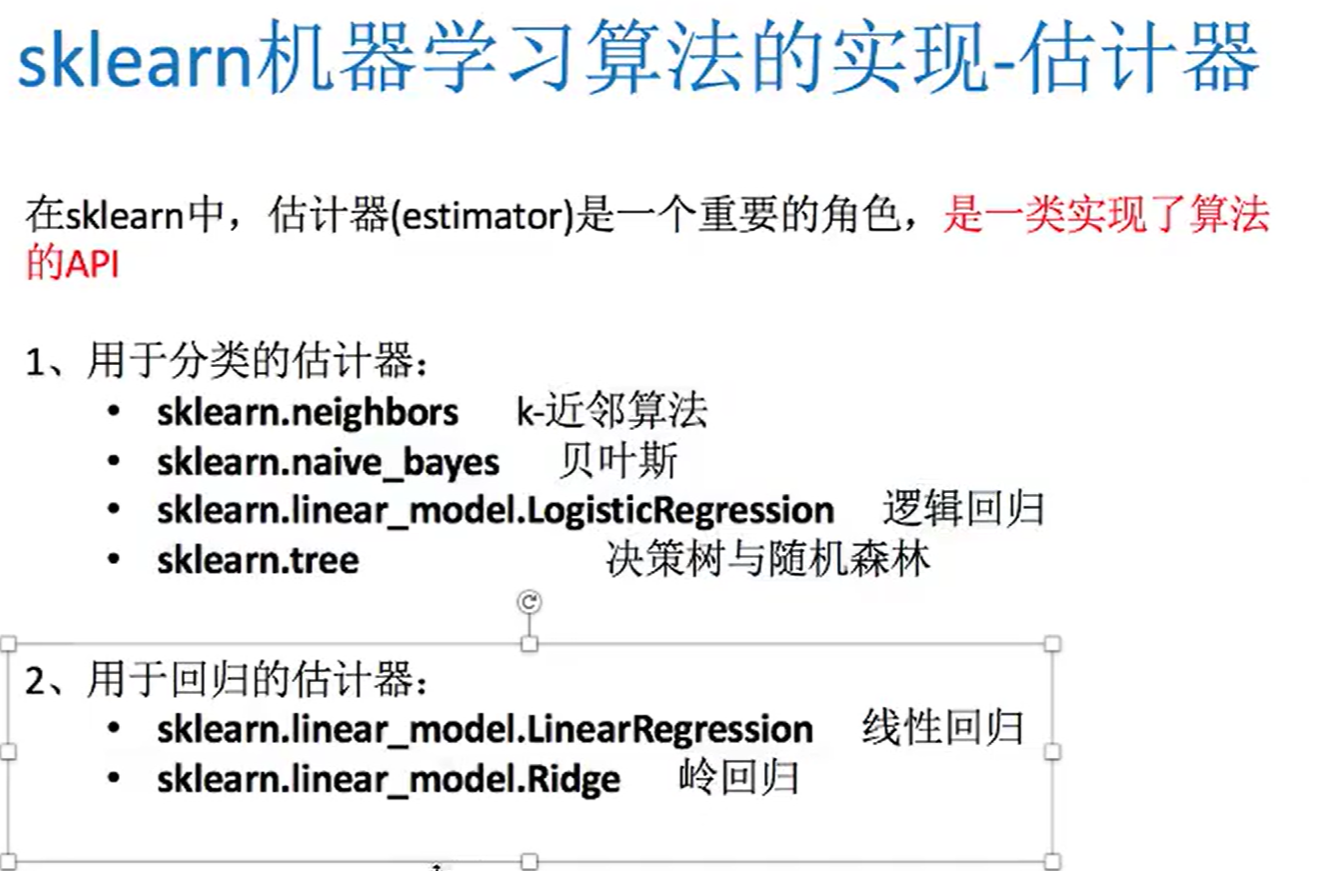 sklearn机器学习算法的实现-估计器
在sklearn中，估计器(estimator)是一个重要的角色，是一类实现了算法
的API
1、用于分类的估计器：
• sklearn.neighbors k-近邻算法
• sklearn.naive_bayes 贝叶斯
• sklearn.linear_model.LogisticRegression 逻辑回归
• sklearn.tree 决策树与随机森林
2、用于回归的估计器：
• sklearn.linear_model.LinearRegression 线性回归
• sklearn.linear_model.Ridge 岭回归